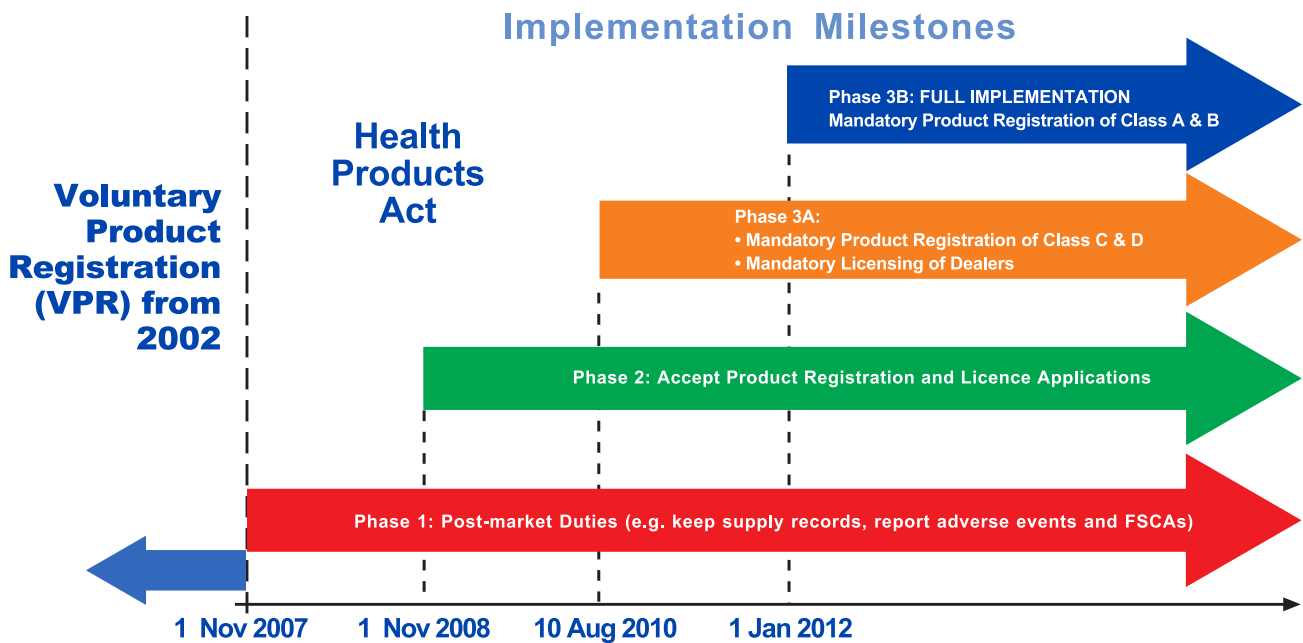 Implementation Milestones
Phase 3B: FULL IMPLEMENTATION
Mandatory Product Registration of Class A & B
Health
Products
Act
Voluntary
Product
Registration
(VPR) from
2002
Phase 3A:
• Mandatory Product Registration of Class C & D
• Mandatory Licensing of Dealers
Phase 2: Accept Product Registration and Licence Applications
Phase 1: Post-market Duties (e.g. keep supply records, report adverse events and FSCAs)
1 Nov 2007
1 Nov 2008
10 Aug 2010
1 Jan 2012